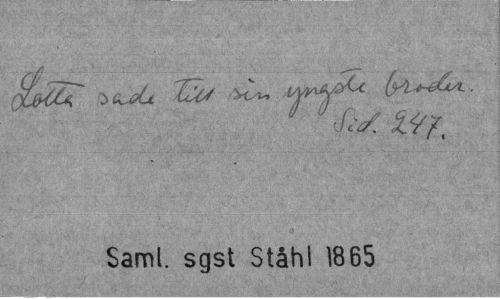 Lotta sade till sin yngste broder.
Sid. 247.
Saml. sgst Ståhl 1865